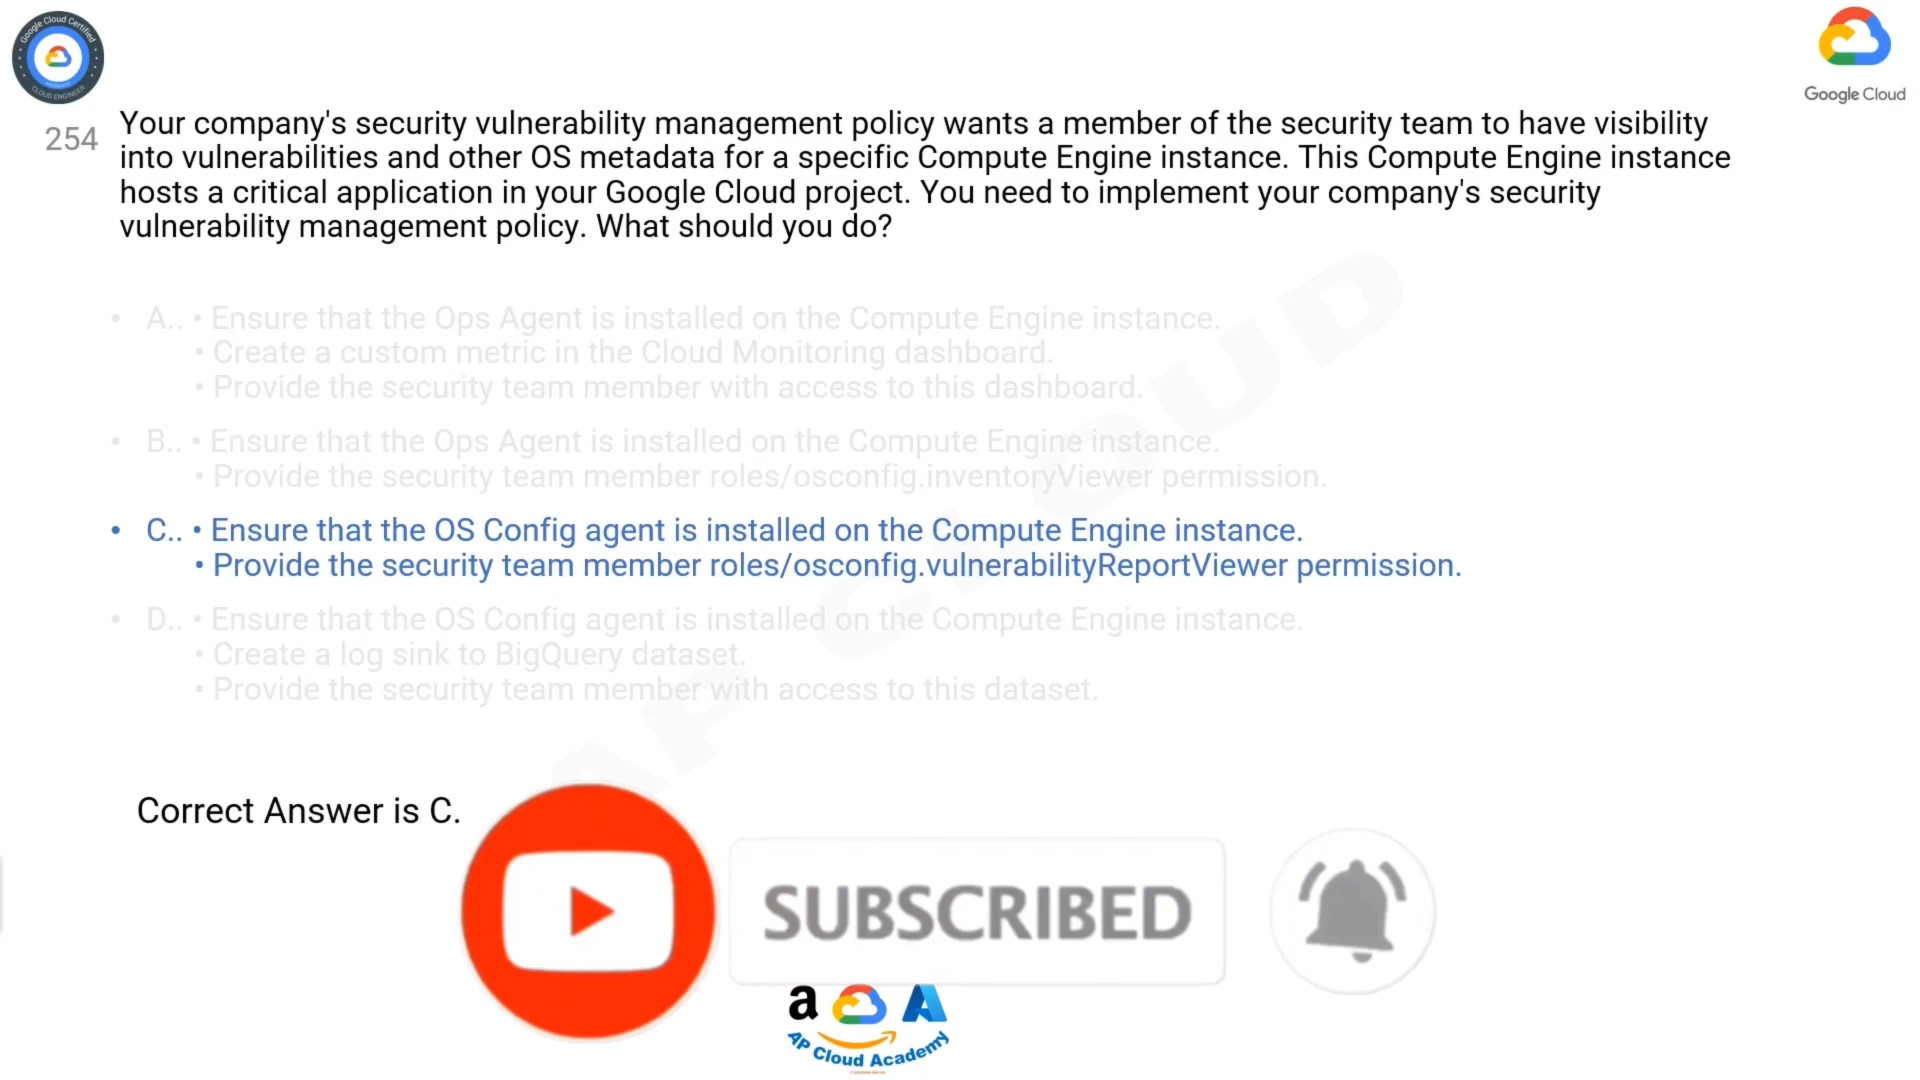 Google Cloud Certified
CLOUD ENGINEER
Google Cloud
254
Your company's security vulnerability management policy wants a member of the security team to have visibility
into vulnerabilities and other OS metadata for a specific Compute Engine instance. This Compute Engine instance
hosts a critical application in your Google Cloud project. You need to implement your company's security
vulnerability management policy. What should you do?
• A.. • Ensure that the Ops Agent is installed on the Compute Engine instance.
• Create a custom metric in the Cloud Monitoring dashboard.
• Provide the security team member with access to this dashboard.
• B.. • Ensure that the Ops Agent is installed on the Compute Engine instance.
• Provide the security team member roles/osconfig.inventoryViewer permission.
• C.. • Ensure that the OS Config agent is installed on the Compute Engine instance.
• Provide the security team member roles/osconfig.vulnerabilityReportViewer permission.
• D.. • Ensure that the OS Config agent is installed on the Compute Engine instance.
• Create a log sink to BigQuery dataset.
• Provide the security team member with access to this dataset.
AP CLOUD
Correct Answer is C.
SUBSCRIBED
a
AP Cloud Academy